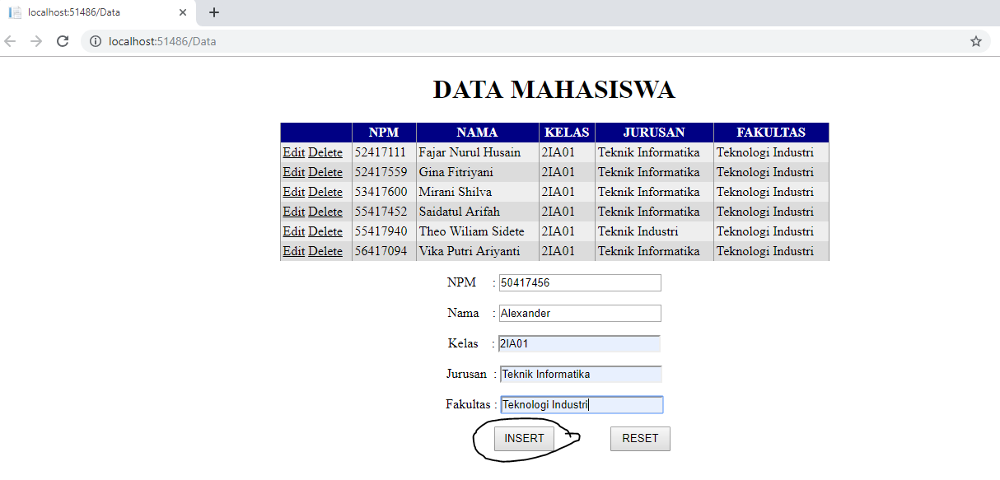 localhost:51486/Data
localhost:51486/Data
DATA MAHASISWA
NPM NAMA KELAS JURUSAN FAKULTAS
Edit Delete 52417111 Fajar Nurul Husain 2IA01 Teknik Informatika Teknologi Industri
Edit Delete 52417559 Gina Fitriyani 2IA01 Teknik Informatika Teknologi Industri
Edit Delete 53417600 Mirani Shilva 2IA01 Teknik Informatika Teknologi Industri
Edit Delete 55417452 Saidatul Arifah 2IA01 Teknik Informatika Teknologi Industri
Edit Delete 55417940 Theo Wiliam Sidete 2IA01 Teknik Industri Teknologi Industri
Edit Delete 56417094 Vika Putri Ariyanti 2IA01 Teknik Informatika Teknologi Industri
NPM : 50417456
Nama : Alexander
Kelas : 2IA01
Jurusan : Teknik Informatika
Fakultas : Teknologi Industri
INSERT RESET